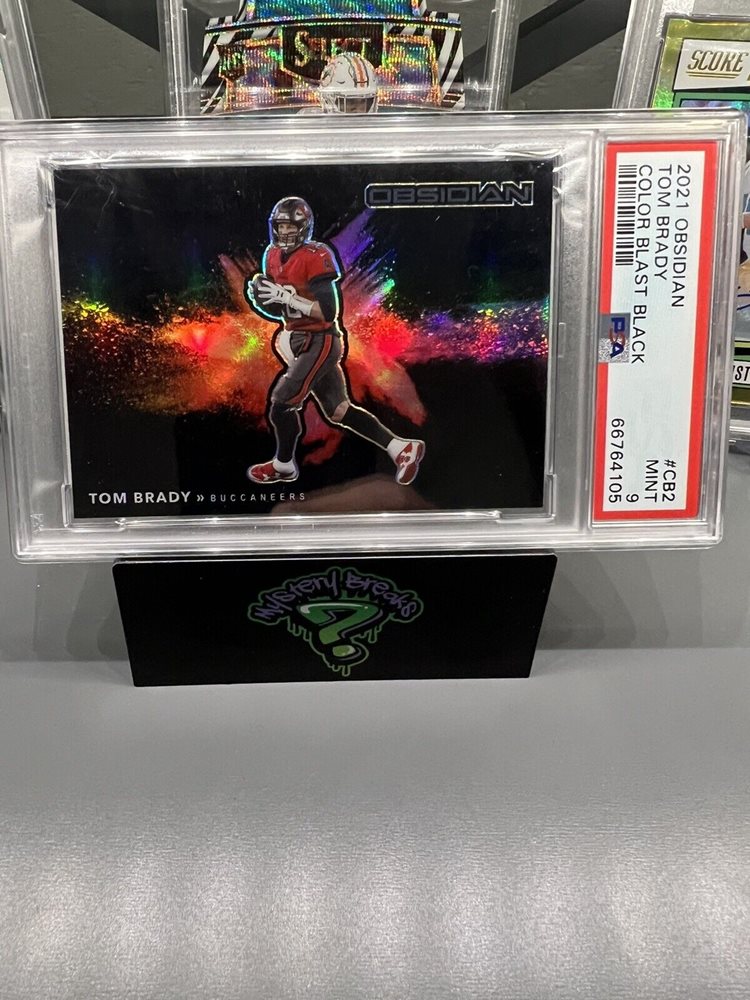 SELECT
SCORE
OBSIDIAN
TOM BRADY » BUCCANEERS
2021 OBSIDIAN
TOM BRADY
COLOR BLAST BLACK
#CB2
MINT
9
PSA
66764105
Mystery Breaks
?